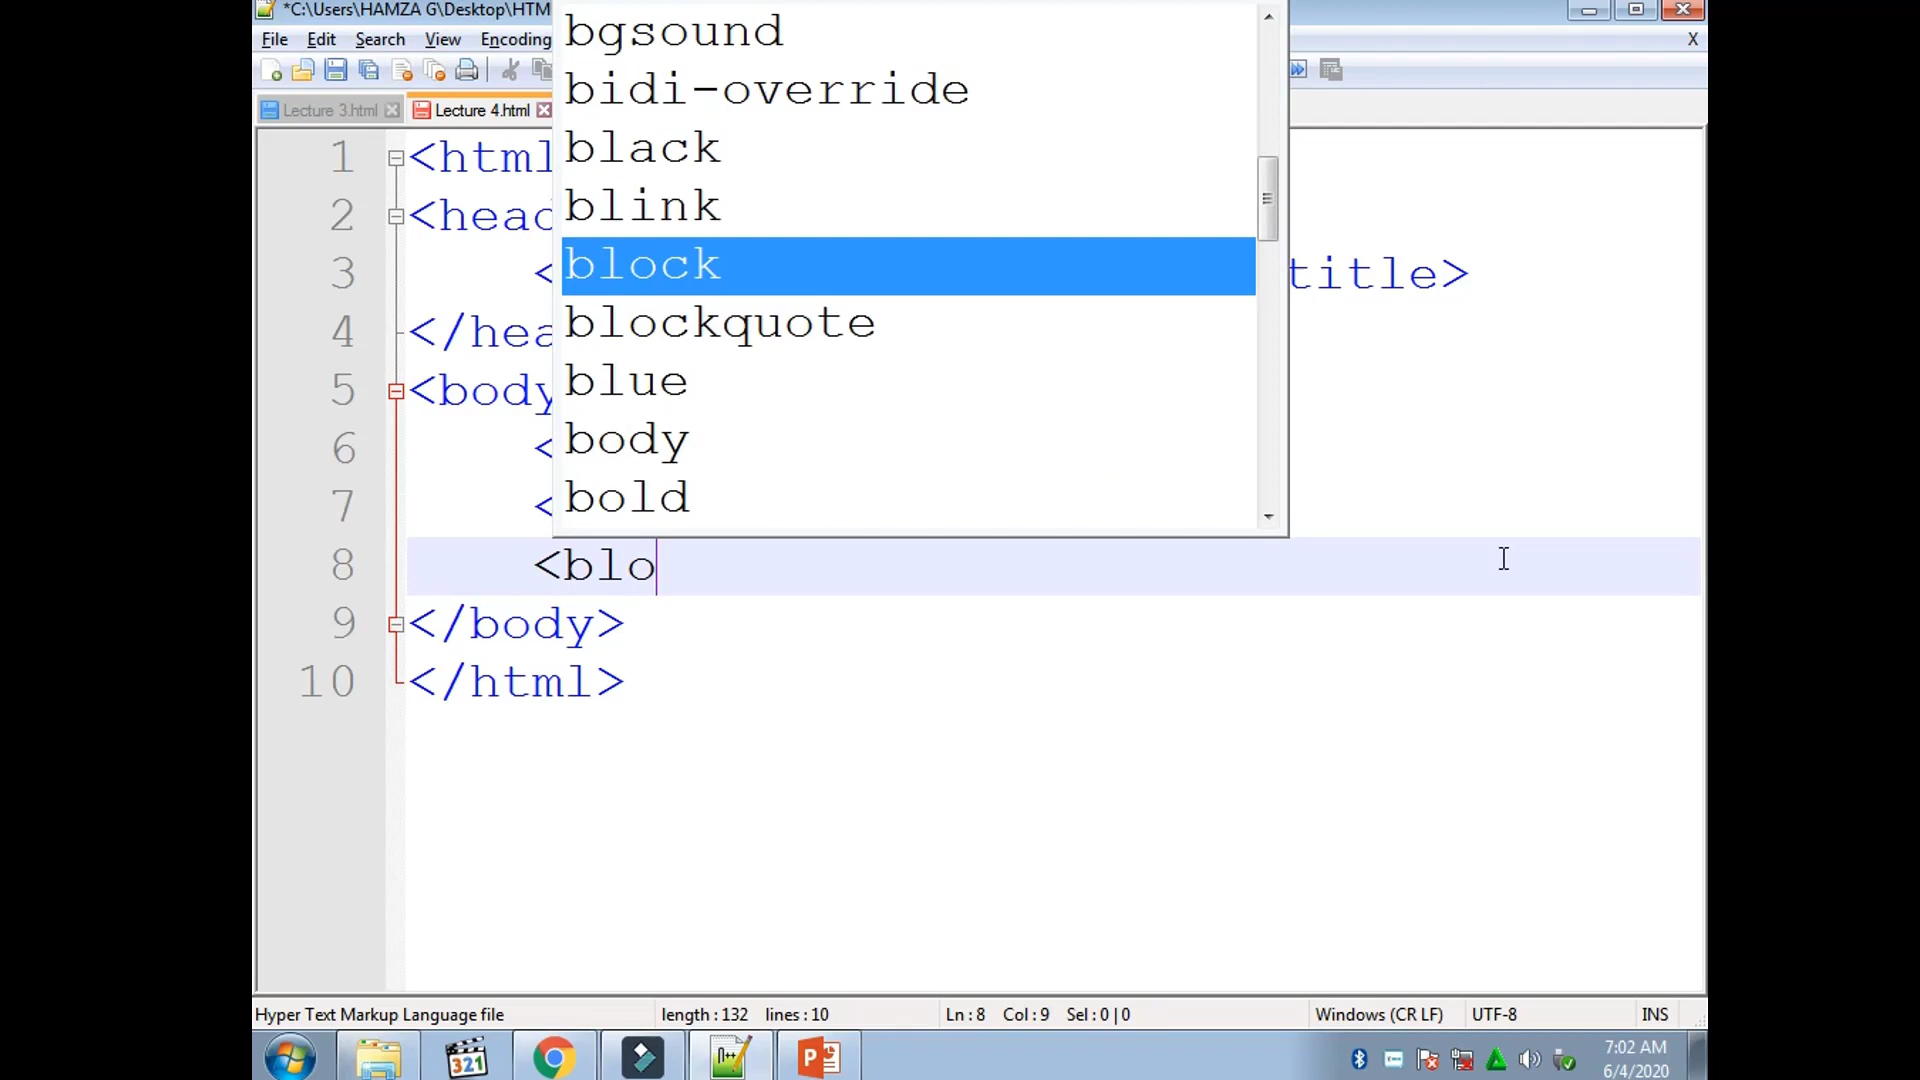 *C:\Users\HAMZA G\Desktop\HTM
File Edit Search View Encoding
X
Lecture 3.html Lecture 4.html
bgsound
bidi-override
black
blink
block
blockquote
blue
body
bold
1 <html
2 <head
3 < title>
4 </hea
5 <body
6 <
7 <
8 <blo
9 </body>
10 </html>
Hyper Text Markup Language file length : 132 lines : 10 Ln : 8 Col : 9 Sel : 0 | 0 Windows (CR LF) UTF-8 INS
321
7:02 AM
6/4/2020